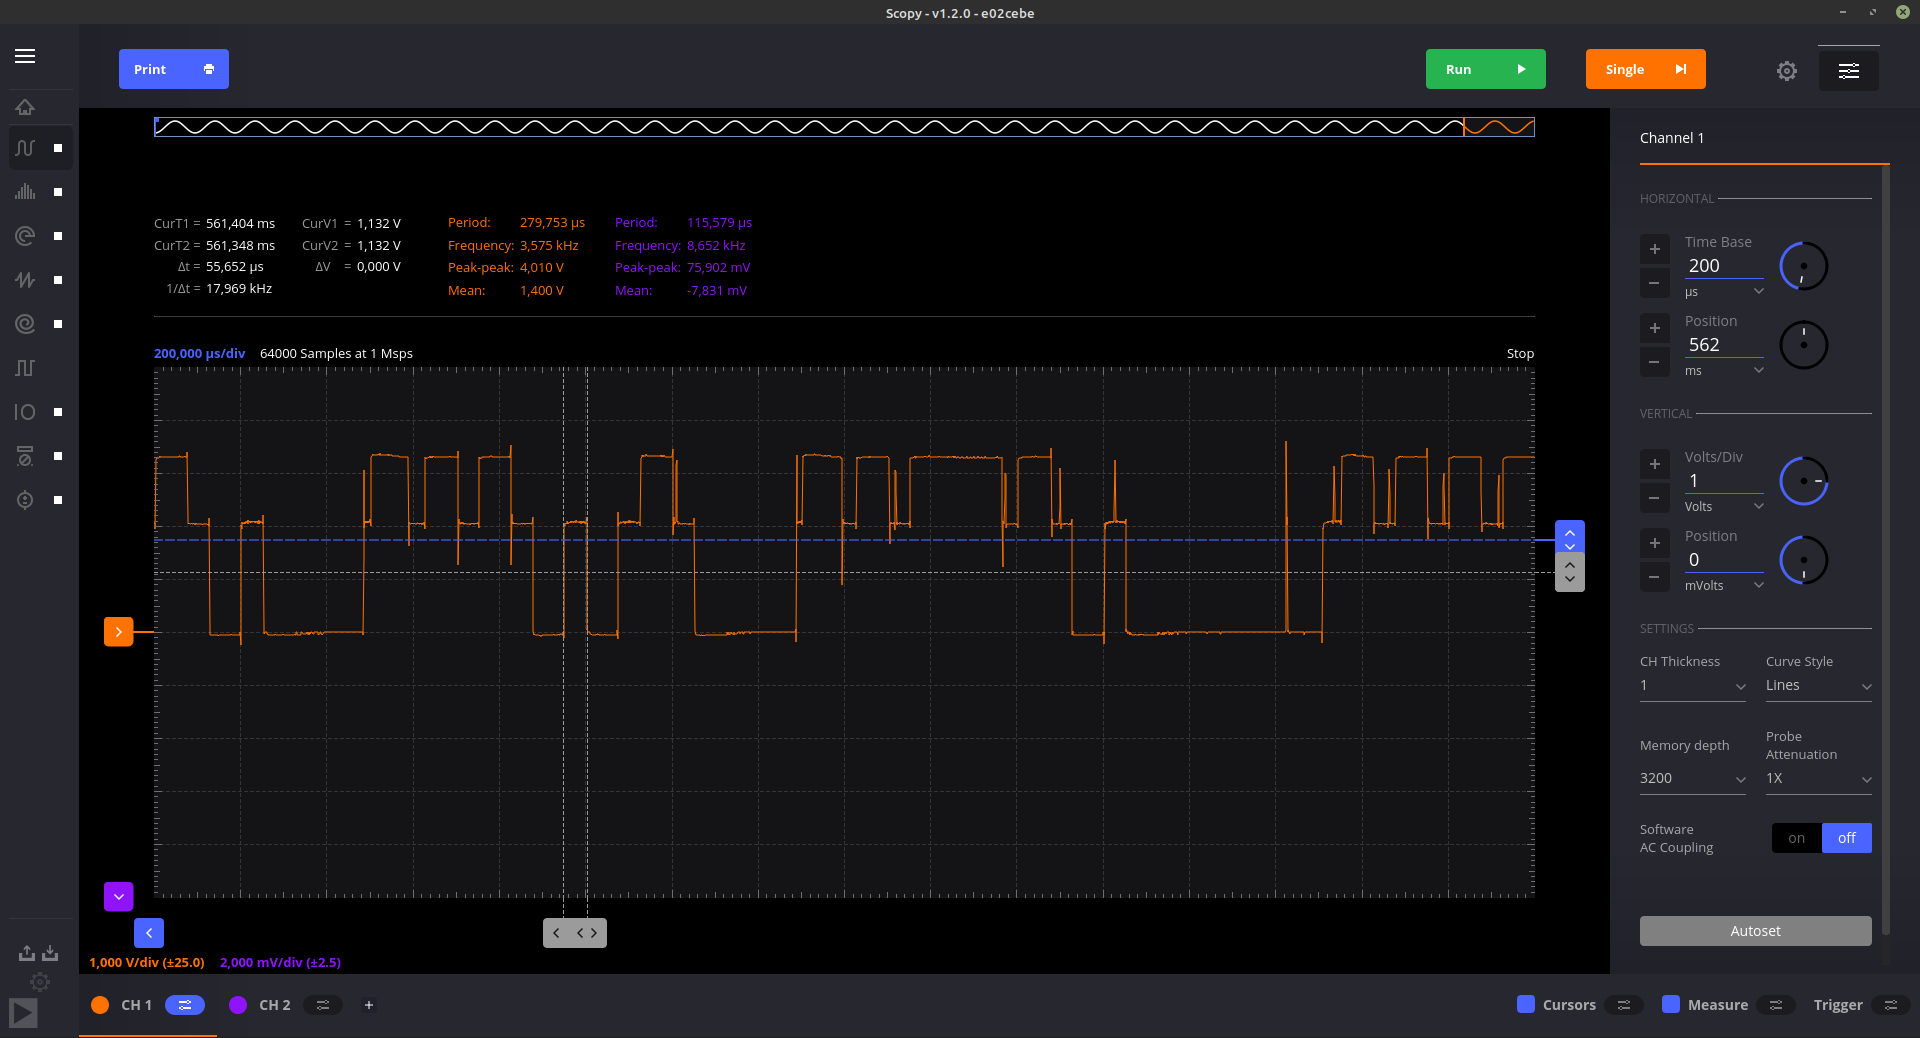 Scopy - v1.2.0 - e02cebe
Print
Run
Single
Channel 1
HORIZONTAL
Time Base
200
µs
Position
562
ms
VERTICAL
Volts/Div
1
Volts
Position
0
mVolts
SETTINGS
CH Thickness
Curve Style
1
Lines
Memory depth
Probe
Attenuation
3200
1X
Software
AC Coupling
on
off
Autoset
CurT1 = 561,404 ms
CurT2 = 561,348 ms
Δt = 55,652 µs
1/Δt = 17,969 kHz
CurV1 = 1,132 V
CurV2 = 1,132 V
ΔV = 0,000 V
Period: 279,753 µs
Frequency: 3,575 kHz
Peak-peak: 4,010 V
Mean: 1,400 V
Period: 115,579 µs
Frequency: 8,652 kHz
Peak-peak: 75,902 mV
Mean: -7,831 mV
200,000 µs/div
64000 Samples at 1 Msps
Stop
1,000 V/div (±25.0)
2,000 mV/div (±2.5)
CH 1
CH 2
+
Cursors
Measure
Trigger